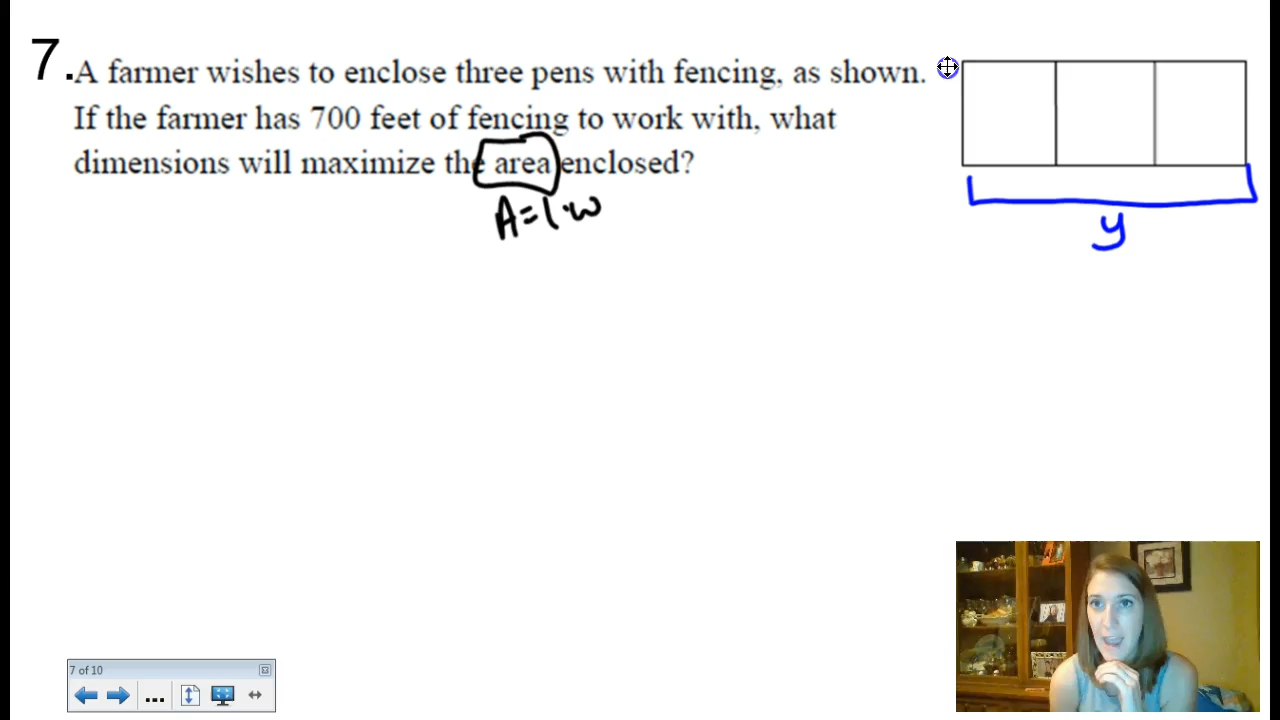 7. A farmer wishes to enclose three pens with fencing, as shown.
If the farmer has 700 feet of fencing to work with, what
dimensions will maximize the area enclosed?
A = l · w
y
7 of 10
...